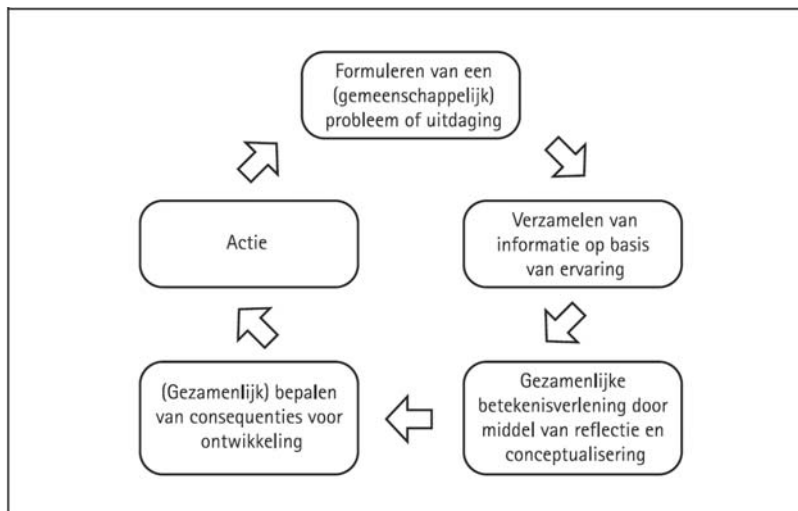 Formuleren van een
(gemeenschappelijk)
probleem of uitdaging
Verzamelen van
informatie op basis
van ervaring
Gezamenlijke
betekenisverlening door
middel van reflectie en
conceptualisering
(Gezamenlijk) bepalen
van consequenties voor
ontwikkeling
Actie